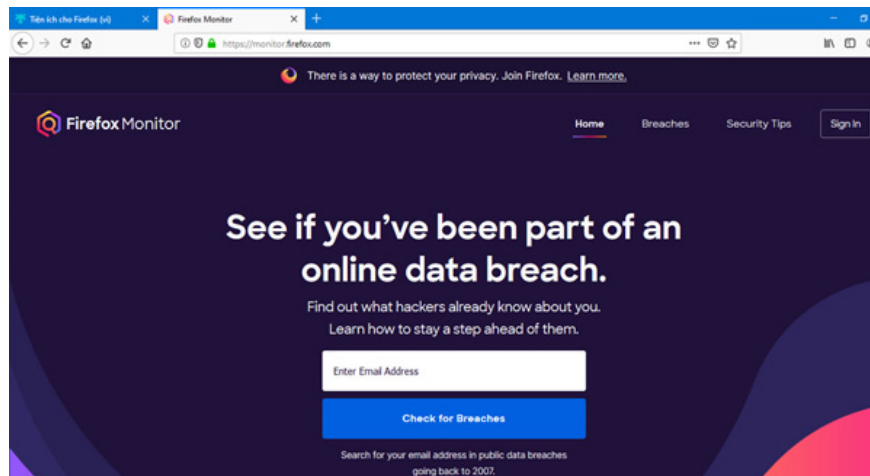 Tiện ích cho Firefox (vi)
Firefox Monitor
https://monitor.firefox.com
There is a way to protect your privacy. Join Firefox. Learn more.
Firefox Monitor
Home
Breaches
Security Tips
Sign In
See if you've been part of an
online data breach.
Find out what hackers already know about you.
Learn how to stay a step ahead of them.
Enter Email Address
Check for Breaches
Search for your email address in public data breaches
going back to 2007.